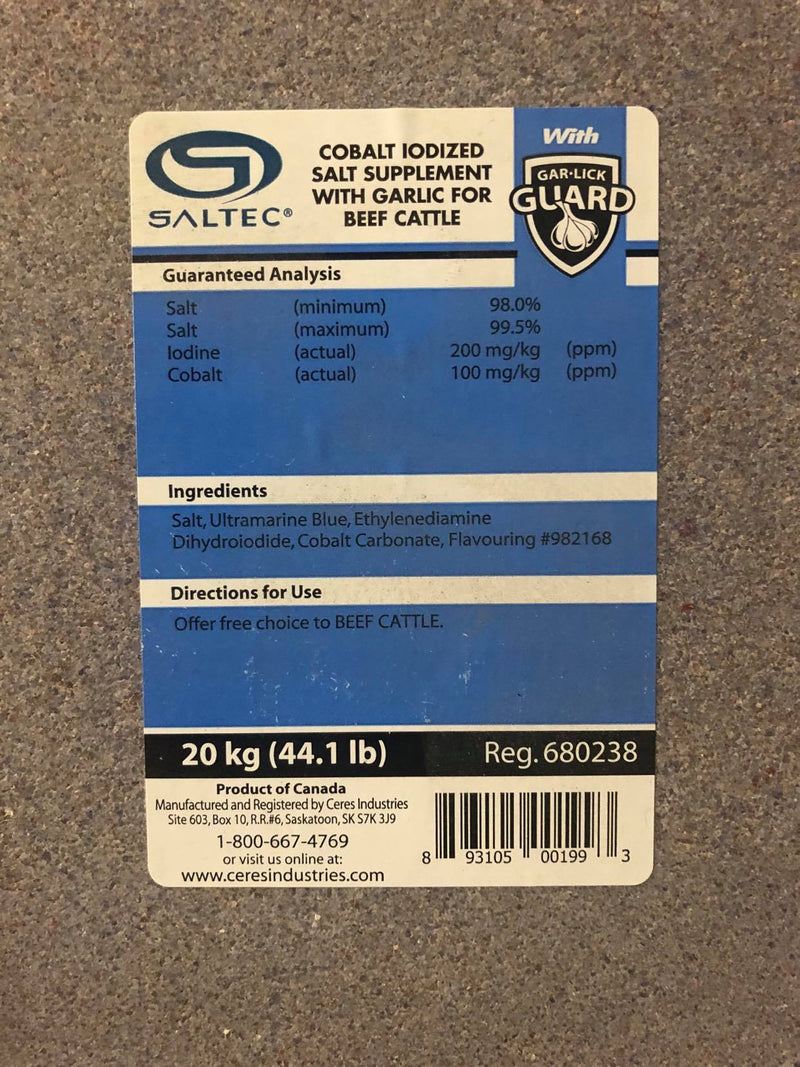 SALTEC®
COBALT IODIZED
SALT SUPPLEMENT
WITH GARLIC FOR
BEEF CATTLE
With
GAR•LICK
GUARD
Guaranteed Analysis
Salt (minimum) 98.0%
Salt (maximum) 99.5%
Iodine (actual) 200 mg/kg (ppm)
Cobalt (actual) 100 mg/kg (ppm)
Ingredients
Salt, Ultramarine Blue, Ethylenediamine
Dihydroiodide, Cobalt Carbonate, Flavouring #982168
Directions for Use
Offer free choice to BEEF CATTLE.
20 kg (44.1 lb) Reg. 680238
Product of Canada
Manufactured and Registered by Ceres Industries
Site 603, Box 10, R.R.#6, Saskatoon, SK S7K 3J9
1-800-667-4769
or visit us online at:
www.ceresindustries.com
8 93105 00199 3